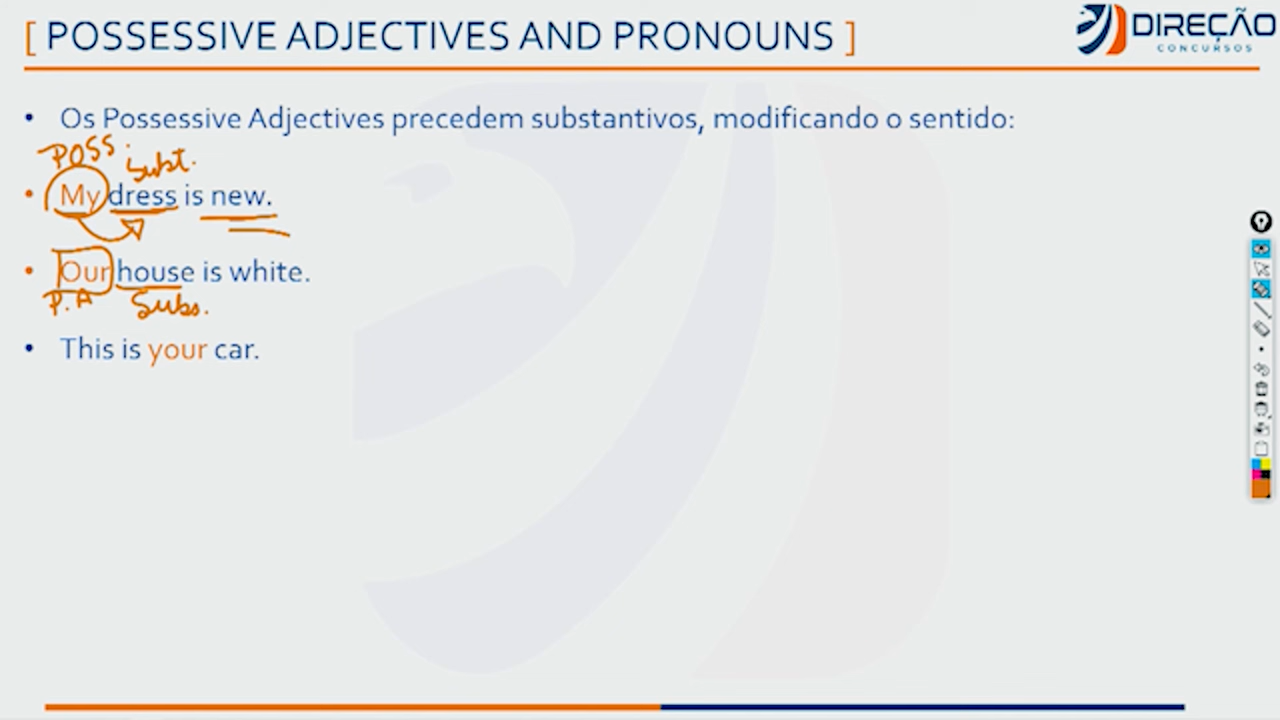 [ POSSESSIVE ADJECTIVES AND PRONOUNS ]
DIREÇÃO
CONCURSOS
• Os Possessive Adjectives precedem substantivos, modificando o sentido:
POSS. subst.
• My dress is new.
• Our house is white.
P.A Subs.
• This is your car.